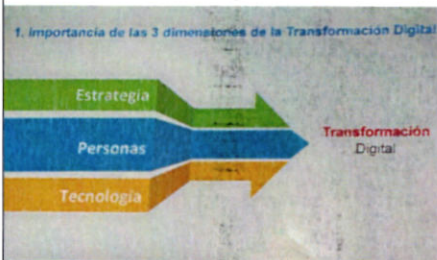 1. Importancia de las 3 dimensiones de la Transformación Digital
Estrategia
Personas
Tecnología
Transformación
Digital